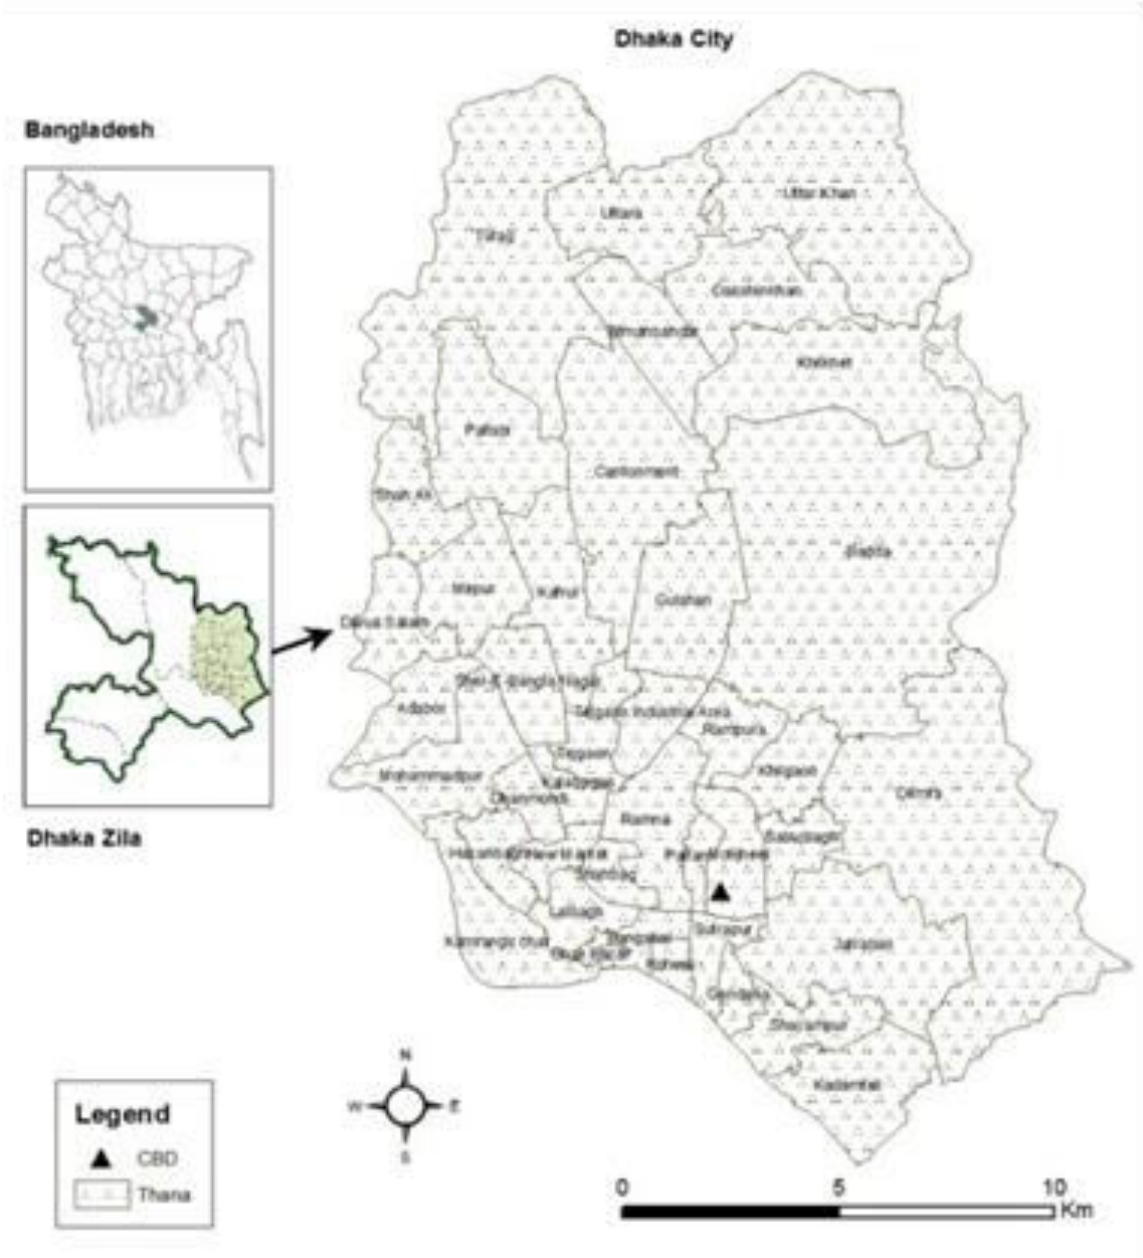 Dhaka City
Bangladesh
Uttar Khan
Uttara
Turag
Dakshinkhan
Khilkhet
Pallabi
Cantonment
Shah Ali
Badda
Mirpur
Kafrul
Gulshan
Darus Salam
Sher-E-Bangla Nagar
Adabor
Tejgaon Industrial Area
Rampura
Tejgaon
Khilgaon
Mohammadpur
Kalabagan
Dhanmondi
Demra
Ramna
Sabujbagh
Hazaribagh
New Market
Paltan
Motijheel
Shahbag
Lalbagh
Sutrapur
Kamrangir char
Jatrabari
Gendaria
Shyampur
Kadamtali
Dhaka Zila
N
W
E
S
Legend
CBD
Thana
0
5
10
Km